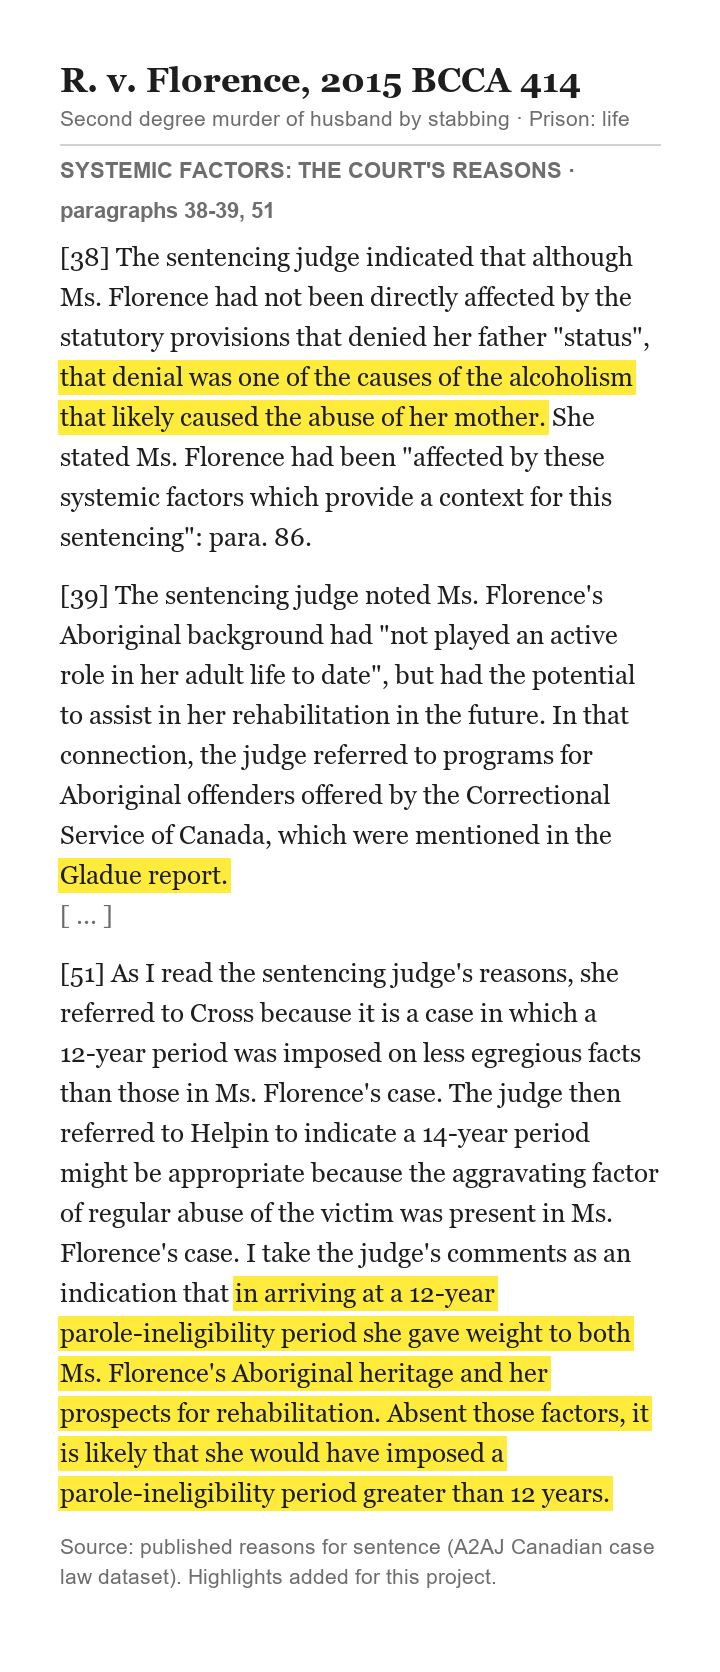 R. v. Florence, 2015 BCCA 414
Second degree murder of husband by stabbing · Prison: life
SYSTEMIC FACTORS: THE COURT'S REASONS ·
paragraphs 38-39, 51
[38] The sentencing judge indicated that although
Ms. Florence had not been directly affected by the
statutory provisions that denied her father "status",
that denial was one of the causes of the alcoholism
that likely caused the abuse of her mother. She
stated Ms. Florence had been "affected by these
systemic factors which provide a context for this
sentencing": para. 86.
[39] The sentencing judge noted Ms. Florence's
Aboriginal background had "not played an active
role in her adult life to date", but had the potential
to assist in her rehabilitation in the future. In that
connection, the judge referred to programs for
Aboriginal offenders offered by the Correctional
Service of Canada, which were mentioned in the
Gladue report.
[ ... ]
[51] As I read the sentencing judge's reasons, she
referred to Cross because it is a case in which a
12-year period was imposed on less egregious facts
than those in Ms. Florence's case. The judge then
referred to Helpin to indicate a 14-year period
might be appropriate because the aggravating factor
of regular abuse of the victim was present in Ms.
Florence's case. I take the judge's comments as an
indication that in arriving at a 12-year
parole-ineligibility period she gave weight to both
Ms. Florence's Aboriginal heritage and her
prospects for rehabilitation. Absent those factors, it
is likely that she would have imposed a
parole-ineligibility period greater than 12 years.
Source: published reasons for sentence (A2AJ Canadian case
law dataset). Highlights added for this project.